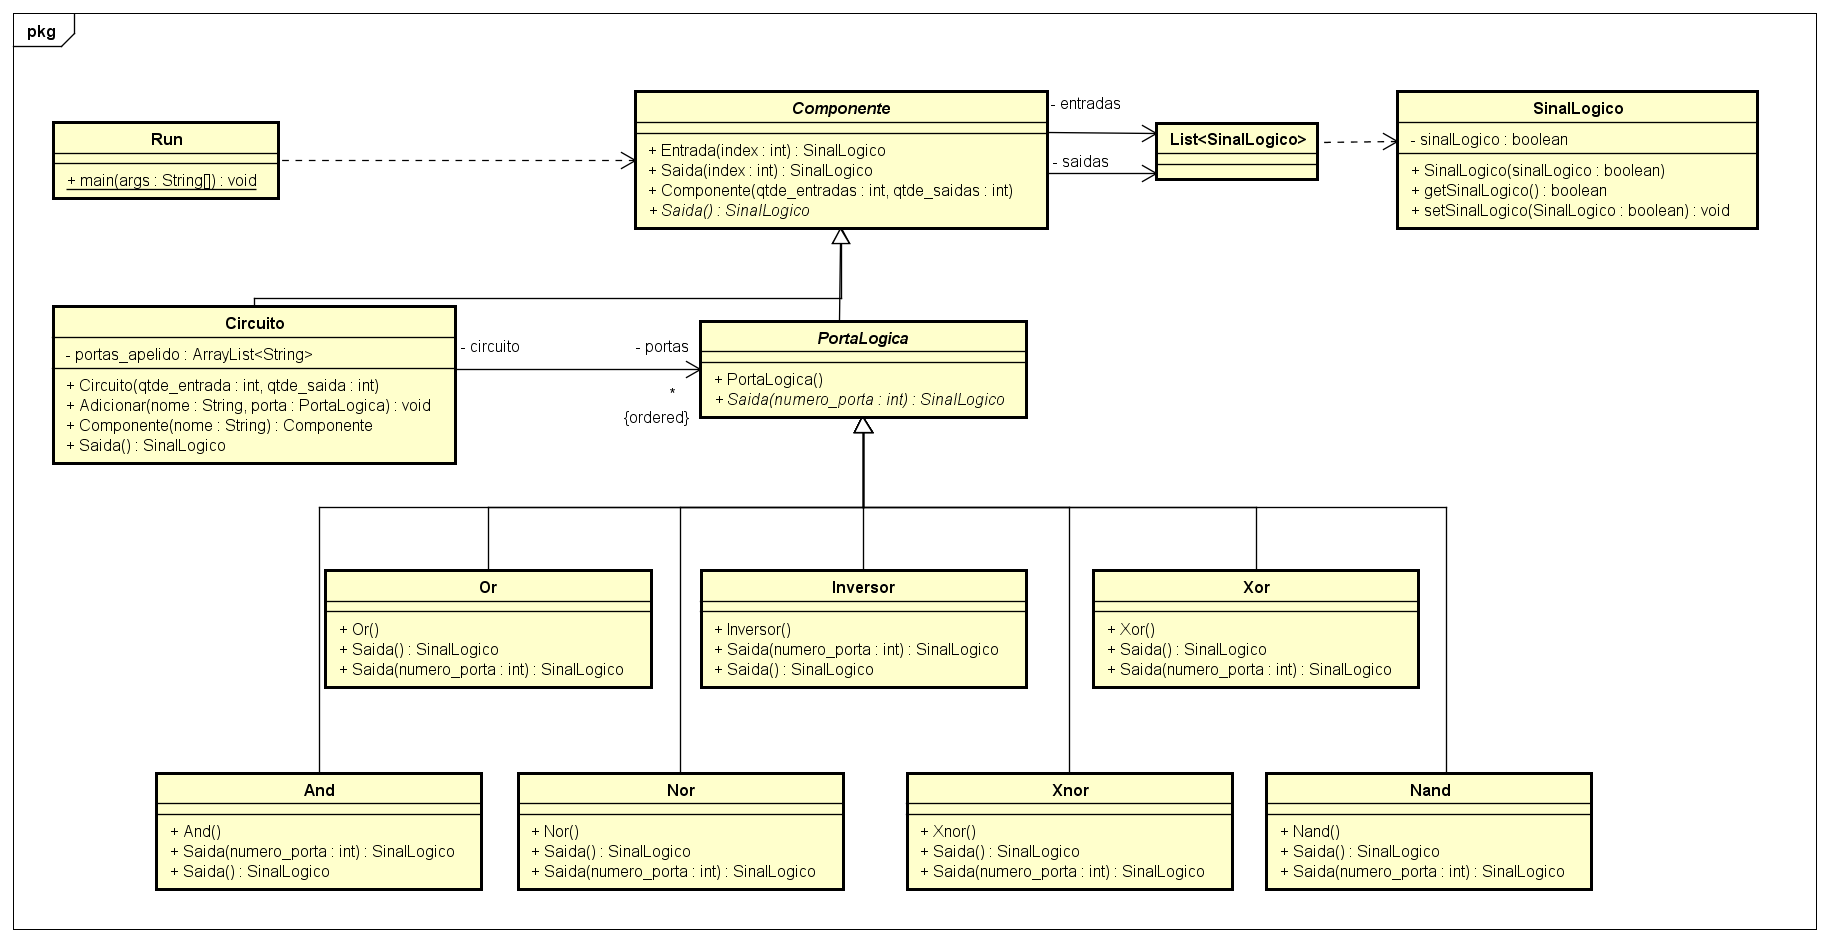 pkg
Run
+ main(args : String[]) : void
Componente
+ Entrada(index : int) : SinalLogico
+ Saida(index : int) : SinalLogico
+ Componente(qtde_entradas : int, qtde_saidas : int)
+ Saida() : SinalLogico
- entradas
- saidas
List<SinalLogico>
SinalLogico
- sinalLogico : boolean
+ SinalLogico(sinalLogico : boolean)
+ getSinalLogico() : boolean
+ setSinalLogico(SinalLogico : boolean) : void
Circuito
- portas_apelido : ArrayList<String>
+ Circuito(qtde_entrada : int, qtde_saida : int)
+ Adicionar(nome : String, porta : PortaLogica) : void
+ Componente(nome : String) : Componente
+ Saida() : SinalLogico
- circuito
- portas
*
{ordered}
PortaLogica
+ PortaLogica()
+ Saida(numero_porta : int) : SinalLogico
Or
+ Or()
+ Saida() : SinalLogico
+ Saida(numero_porta : int) : SinalLogico
Inversor
+ Inversor()
+ Saida(numero_porta : int) : SinalLogico
+ Saida() : SinalLogico
Xor
+ Xor()
+ Saida() : SinalLogico
+ Saida(numero_porta : int) : SinalLogico
And
+ And()
+ Saida(numero_porta : int) : SinalLogico
+ Saida() : SinalLogico
Nor
+ Nor()
+ Saida() : SinalLogico
+ Saida(numero_porta : int) : SinalLogico
Xnor
+ Xnor()
+ Saida() : SinalLogico
+ Saida(numero_porta : int) : SinalLogico
Nand
+ Nand()
+ Saida() : SinalLogico
+ Saida(numero_porta : int) : SinalLogico